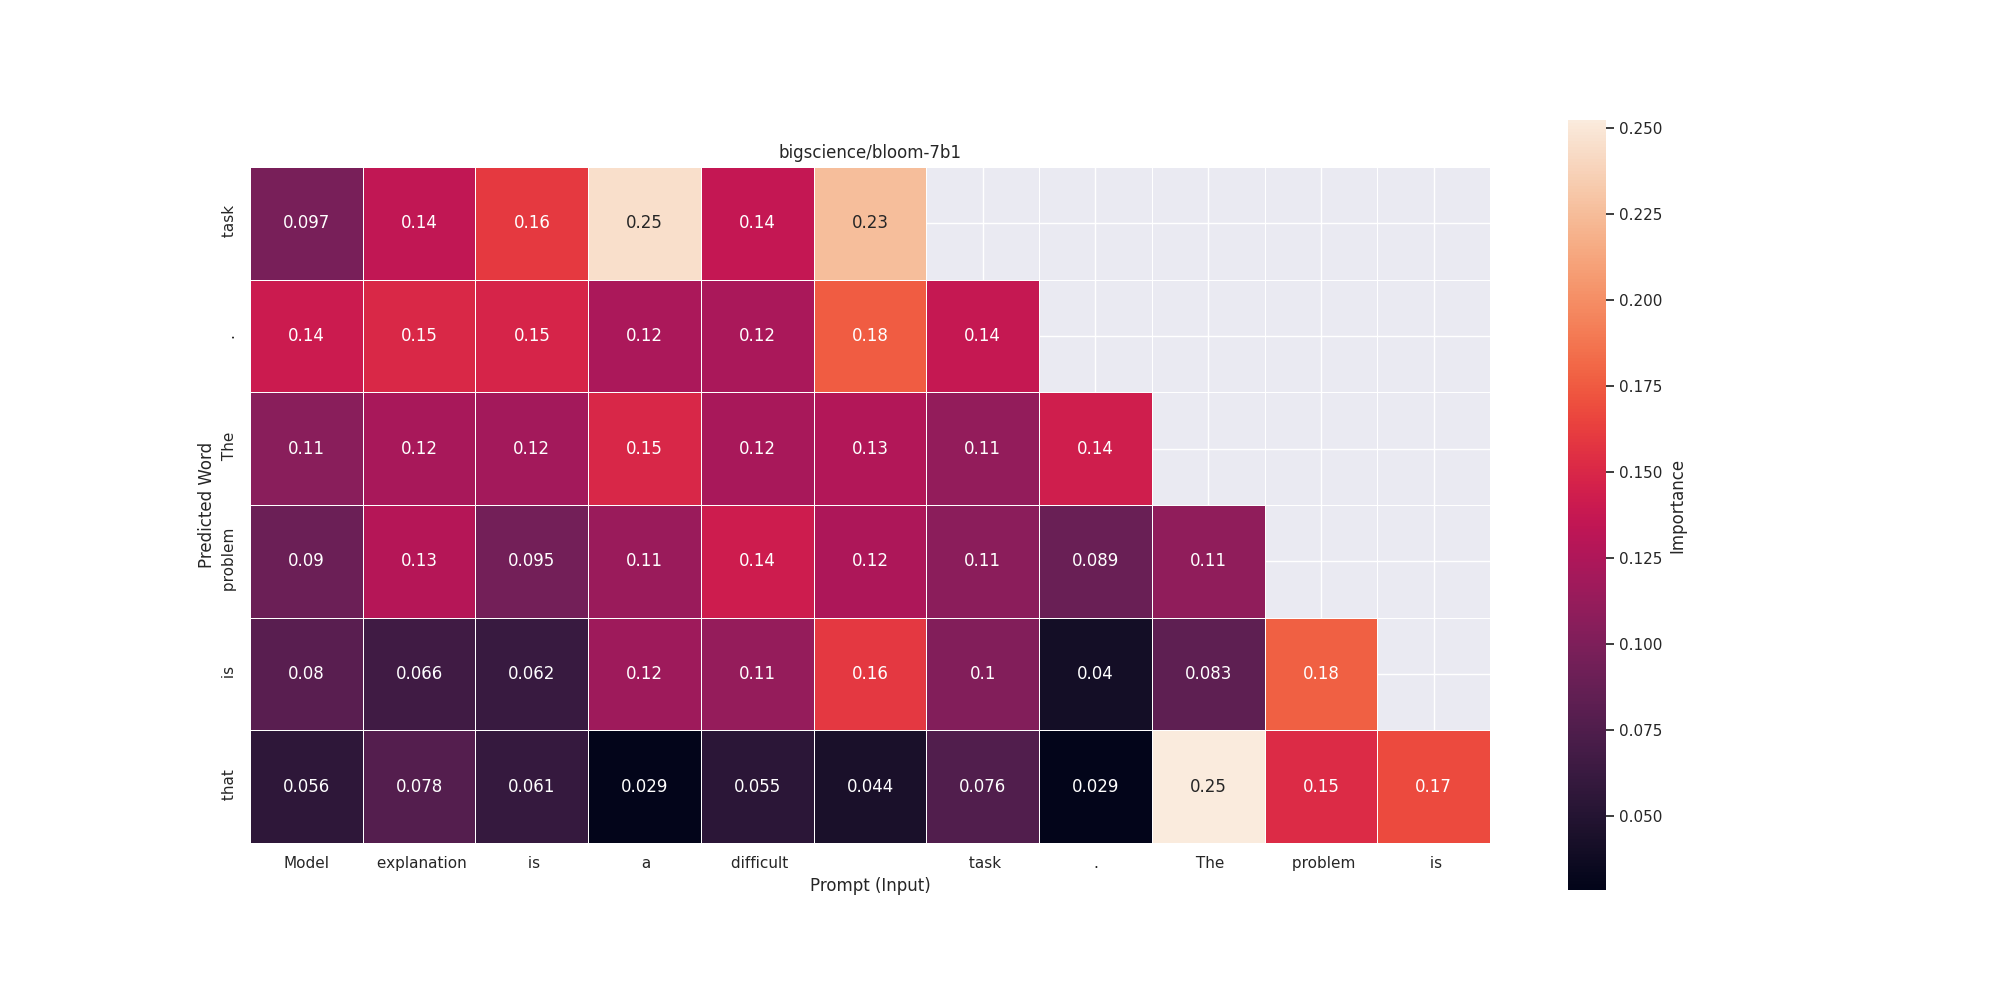 bigscience/bloom-7b1
task 0.097 0.14 0.16 0.25 0.14 0.23
. 0.14 0.15 0.15 0.12 0.12 0.18 0.14
The 0.11 0.12 0.12 0.15 0.12 0.13 0.11 0.14
problem 0.09 0.13 0.095 0.11 0.14 0.12 0.11 0.089 0.11
is 0.08 0.066 0.062 0.12 0.11 0.16 0.1 0.04 0.083 0.18
that 0.056 0.078 0.061 0.029 0.055 0.044 0.076 0.029 0.25 0.15 0.17
Model explanation is a difficult task . The problem is
Prompt (Input)
Predicted Word
0.250
0.225
0.200
0.175
0.150
0.125
0.100
0.075
0.050
Importance